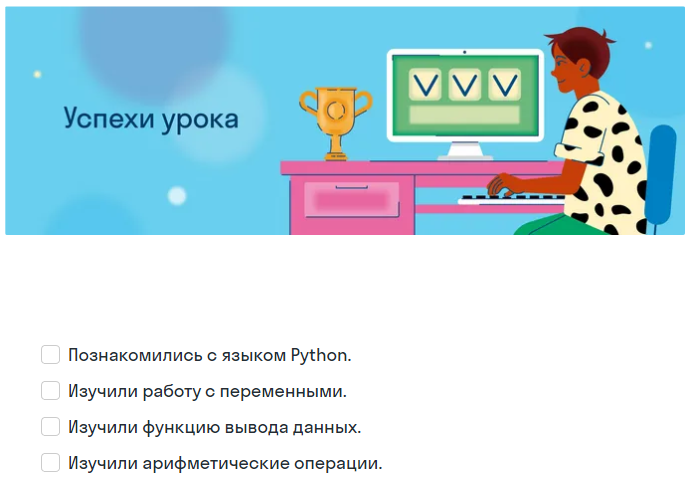 Успехи урока
Познакомились с языком Python.
Изучили работу с переменными.
Изучили функцию вывода данных.
Изучили арифметические операции.